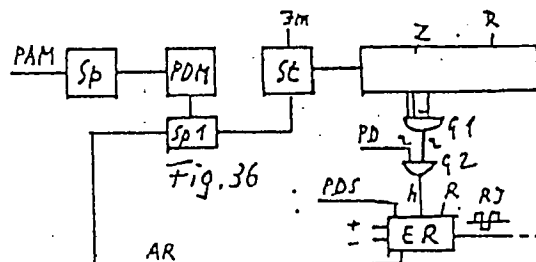 Jm
Z R
PAM
Sp
PDM
St
Sp1
G1
PD
r r
G2
Fig.36
PDS
h
R
RJ
+
-
ER
AR